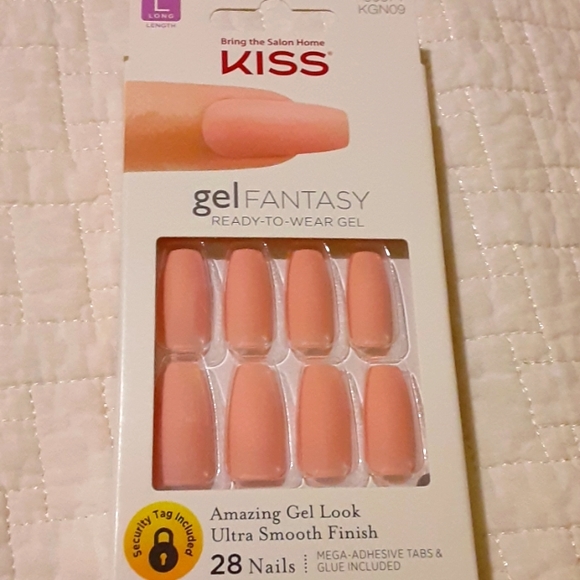 L
LONG
LENGTH
KGN09
Bring the Salon Home
KISS®
gel FANTASY
READY-TO-WEAR GEL
Security Tag Included
Amazing Gel Look
Ultra Smooth Finish
28 Nails
MEGA-ADHESIVE TABS &
GLUE INCLUDED